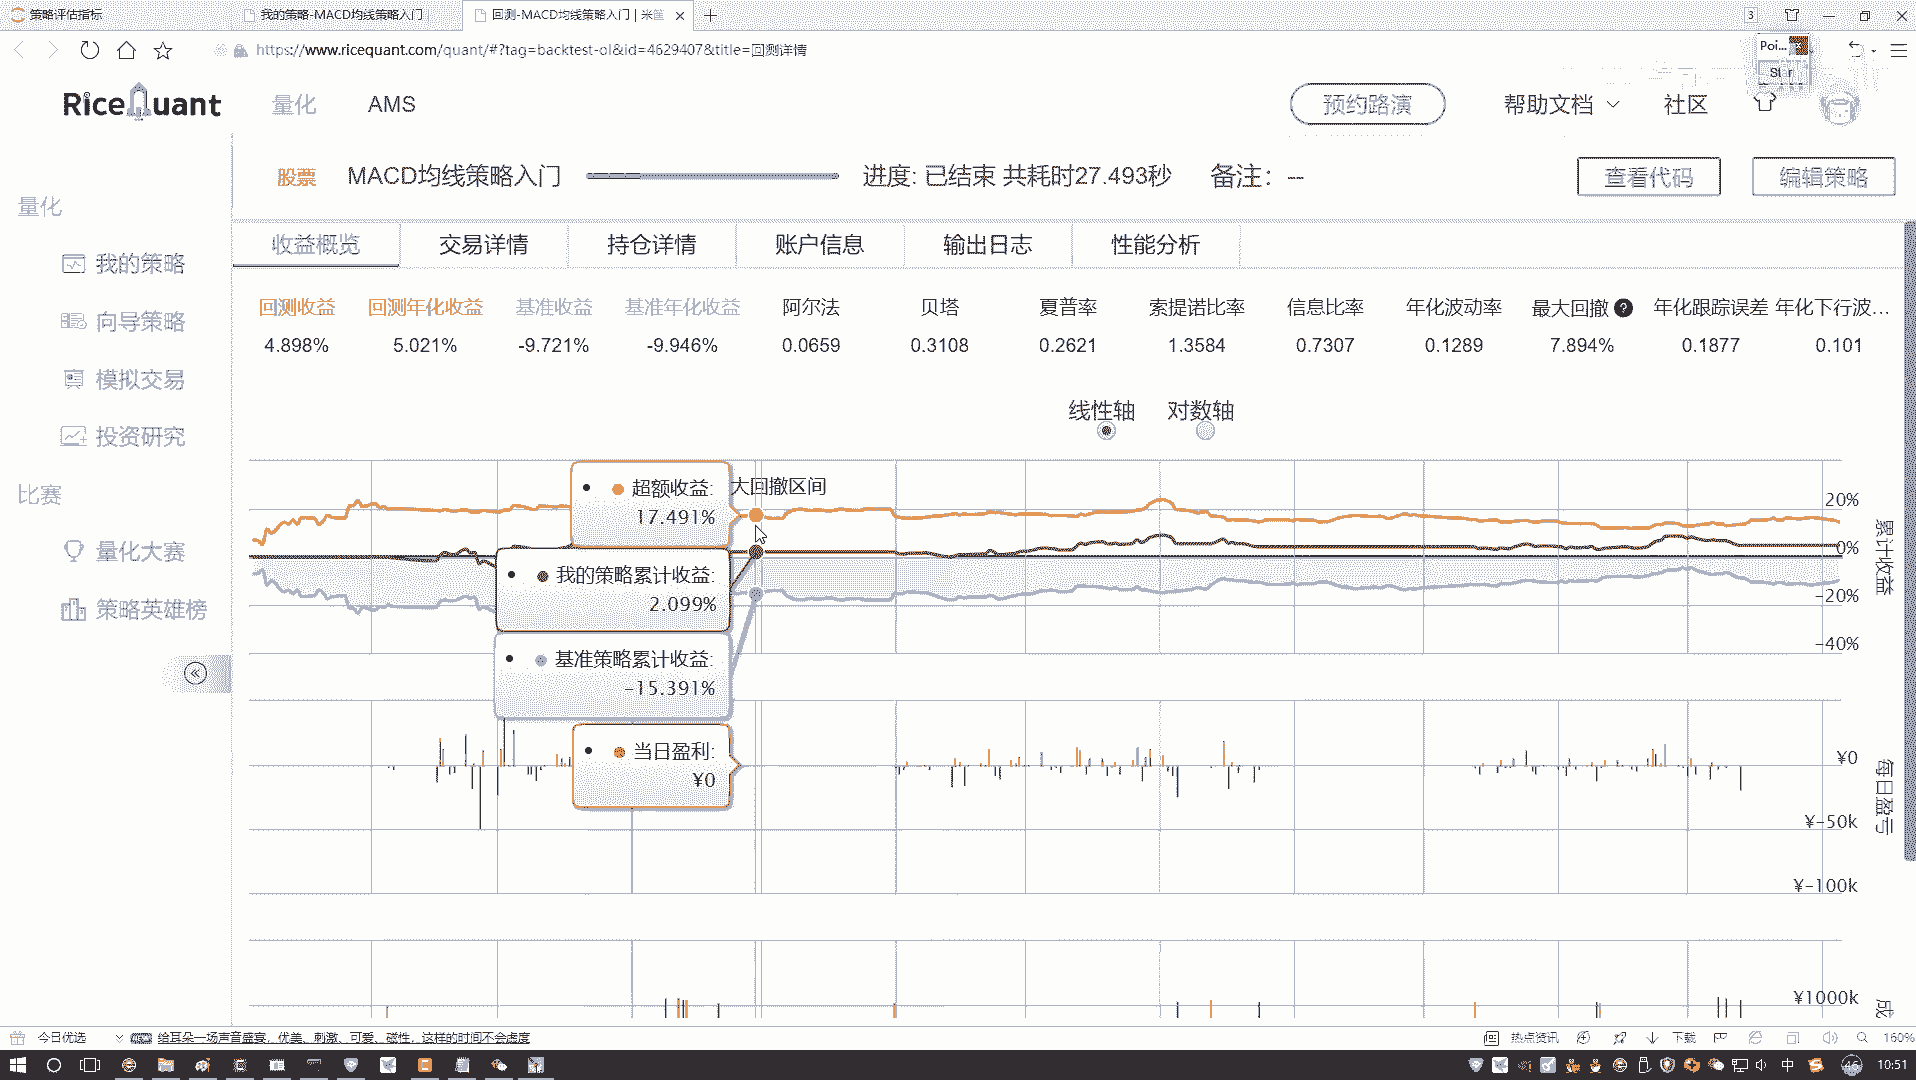 策略评估指标
我的策略-MACD均线策略入门
回测-MACD均线策略入门 | 米筐
3
https://www.ricequant.com/quant/#?tag=backtest-ol&id=4629407&title=回测详情
Poi...
RiceQuant
量化
AMS
预约路演
帮助文档
社区
股票
MACD均线策略入门
进度: 已结束 共耗时27.493秒
备注: --
查看代码
编辑策略
量化
我的策略
向导策略
模拟交易
投资研究
比赛
量化大赛
策略英雄榜
收益概览
交易详情
持仓详情
账户信息
输出日志
性能分析
回测收益 回测年化收益 基准收益 基准年化收益 阿尔法 贝塔 夏普率 索提诺比率 信息比率 年化波动率 最大回撤 ? 年化跟踪误差 年化下行波...
4.898% 5.021% -9.721% -9.946% 0.0659 0.3108 0.2621 1.3584 0.7307 0.1289 7.894% 0.1877 0.101
线性轴 对数轴
超额收益:
17.491%
大回撤区间
我的策略累计收益:
2.099%
基准策略累计收益:
-15.391%
当日盈利:
¥0
20%
0%
-20%
-40%
累计收益
¥0
¥-50k
¥-100k
每日盈亏
¥1000k
成
今日优选
给耳朵一场声音盛宴，优美、刺激、可爱、磁性，这样的时间不会虚度
热点资讯
下载
160%
中
46
10:51